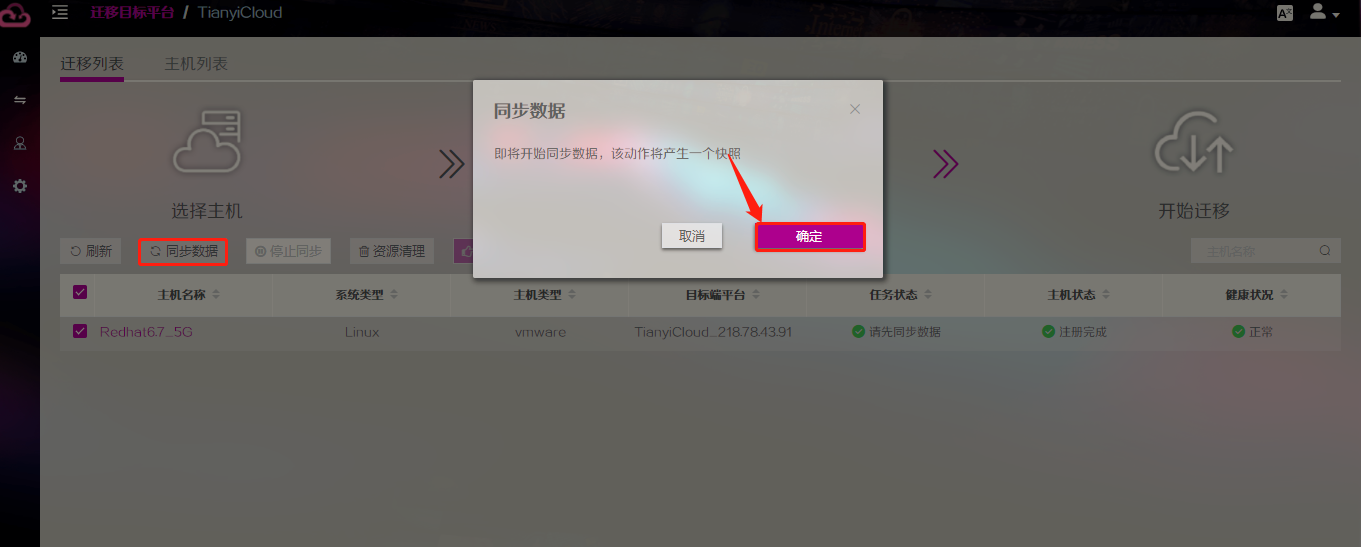 迁移目标平台 / TianyiCloud
迁移列表 主机列表
同步数据
即将开始同步数据，该动作将产生一个快照
取消 确定
选择主机
开始迁移
刷新 同步数据 停止同步 资源清理
主机名称
主机名称 系统类型 主机类型 目标端平台 任务状态 主机状态 健康状况
Redhat6.7_5G Linux vmware TianyiCloud_218.78.43.91 请先同步数据 注册完成 正常